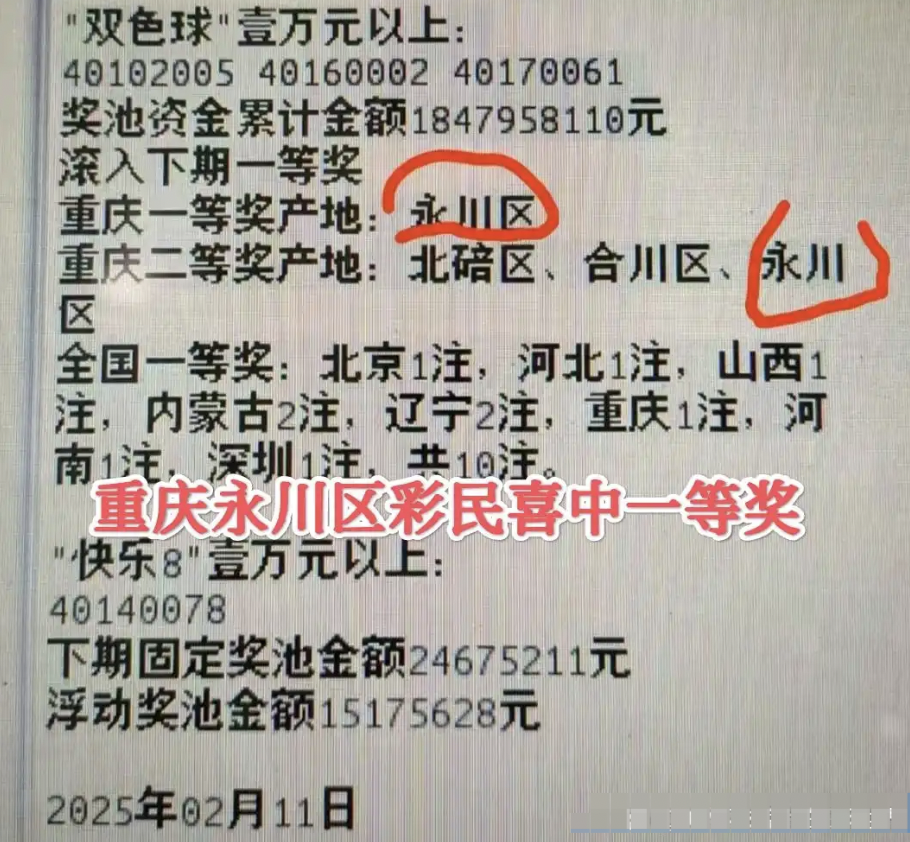 "双色球"壹万元以上：
40102005 40160002 40170061
奖池资金累计金额1847958110元
滚入下期一等奖
重庆一等奖产地：永川区
重庆二等奖产地：北碚区、合川区、永川
区
全国一等奖：北京1注，河北1注，山西1
注，内蒙古2注，辽宁2注，重庆1注，河
南1注，深圳1注，共10注。
重庆永川区彩民喜中一等奖
"快乐8"壹万元以上：
40140078
下期固定奖池金额24675211元
浮动奖池金额15175628元
2025年02月11日